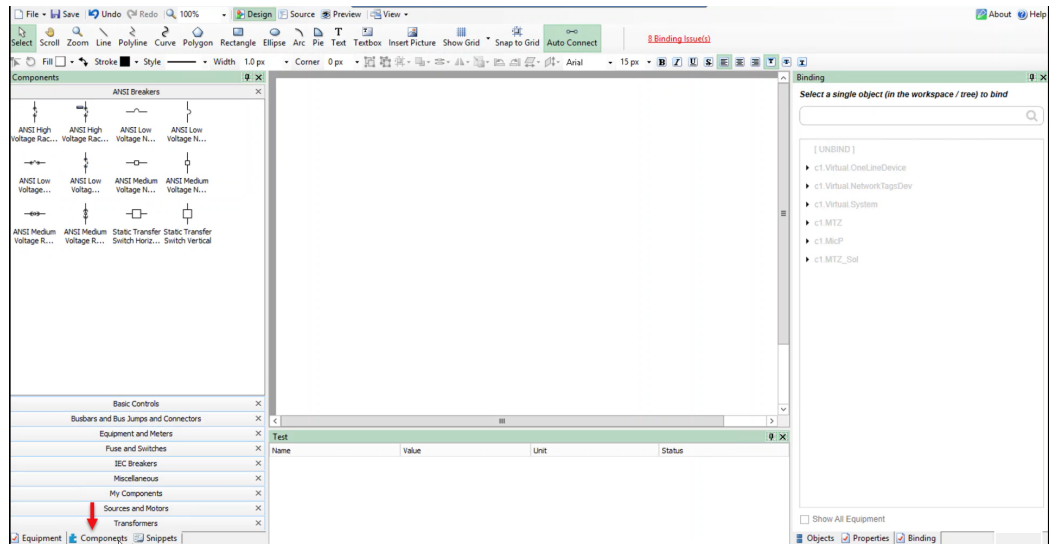 File Save Undo Redo 100% Design Source Preview View About Help
Select Scroll Zoom Line Polyline Curve Polygon Rectangle Ellipse Arc Pie Text Textbox Insert Picture Show Grid Snap to Grid Auto Connect 8 Binding Issue(s)
Fill Stroke Style Width 1.0 px Corner 0 px Arial 15 px B I U S
Components
ANSI Breakers
ANSI High ANSI High ANSI Low ANSI Low
Voltage Rac... Voltage Rac... Voltage N... Voltage N...
ANSI Low ANSI Low ANSI Medium ANSI Medium
Voltage... Voltag... Voltage N... Voltage N...
ANSI Medium ANSI Medium Static Transfer Static Transfer
Voltage R... Voltage R... Switch Horiz... Switch Vertical
Basic Controls
Busbars and Bus Jumps and Connectors
Equipment and Meters
Fuse and Switches
IEC Breakers
Miscellaneous
My Components
Sources and Motors
Transformers
Equipment Components Snippets
Test
Name Value Unit Status
Binding
Select a single object (in the workspace / tree) to bind
[ UNBIND ]
c1.Virtual.OneLineDevice
c1.Virtual.NetworkTagsDev
c1.Virtual.System
c1.MTZ
c1.MicP
c1.MTZ_Sel
Show All Equipment
Objects Properties Binding